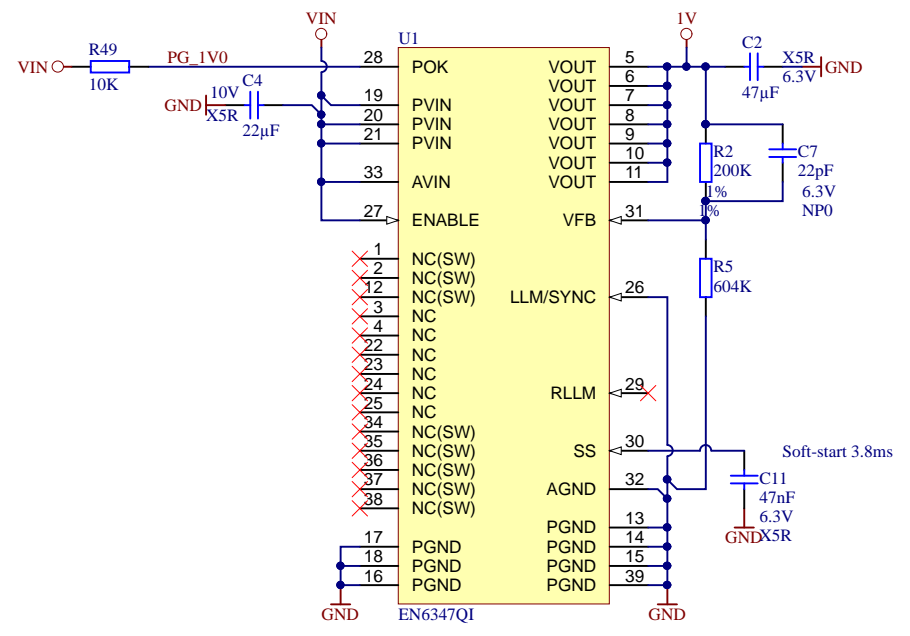 VIN
1V
U1
VIN
R49
10K
PG_1V0
28
POK
VOUT
5
C2
47µF
X5R
6.3V
GND
VOUT
6
GND
10V
X5R
C4
22µF
19
PVIN
VOUT
7
20
PVIN
VOUT
8
21
PVIN
VOUT
9
VOUT
10
33
AVIN
VOUT
11
R2
200K
1%
1%
C7
22pF
6.3V
NP0
27
ENABLE
VFB
31
1
NC(SW)
2
NC(SW)
R5
604K
12
NC(SW)
LLM/SYNC
26
3
NC
4
NC
22
NC
23
NC
24
NC
RLLM
29
25
NC
34
NC(SW)
35
NC(SW)
SS
30
Soft-start 3.8ms
36
NC(SW)
C11
47nF
6.3V
X5R
GND
37
NC(SW)
AGND
32
38
NC(SW)
PGND
13
17
PGND
PGND
14
18
PGND
PGND
15
16
PGND
PGND
39
GND
EN6347QI
GND